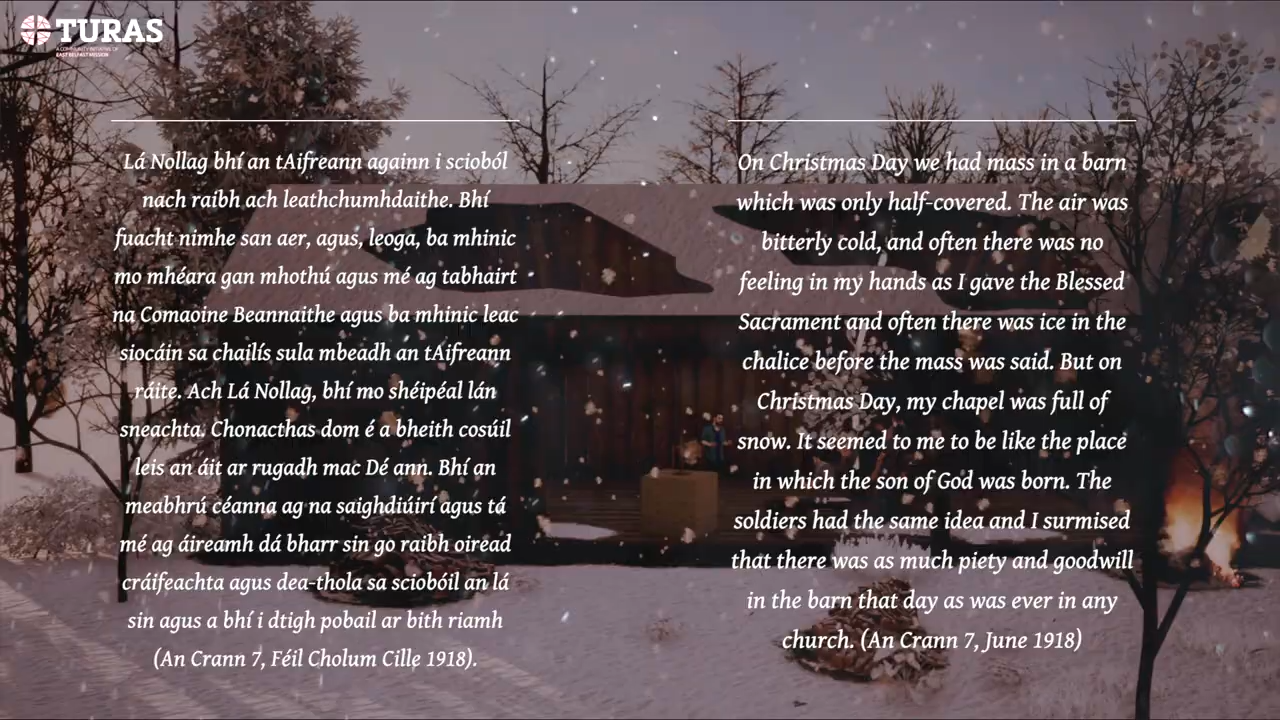 TURAS
A COMMUNITY INITIATIVE OF
EAST BELFAST MISSION
Lá Nollag bhí an tAifreann againn i scioból
nach raibh ach leathchumhdaithe. Bhí
fuacht nimhe san aer, agus, leoga, ba mhinic
mo mhéara gan mhothú agus mé ag tabhairt
na Comaoine Beannaithe agus ba mhinic leac
siocáin sa chailís sula mbeadh an tAifreann
ráite. Ach Lá Nollag, bhí mo shéipéal lán
sneachta. Chonacthas dom é a bheith cosúil
leis an áit ar rugadh mac Dé ann. Bhí an
meabhrú céanna ag na saighdiúirí agus tá
mé ag áireamh dá bharr sin go raibh oiread
cráifeachta agus dea-thola sa sciobóil an lá
sin agus a bhí i dtigh pobail ar bith riamh
(An Crann 7, Féil Cholum Cille 1918).
On Christmas Day we had mass in a barn
which was only half-covered. The air was
bitterly cold, and often there was no
feeling in my hands as I gave the Blessed
Sacrament and often there was ice in the
chalice before the mass was said. But on
Christmas Day, my chapel was full of
snow. It seemed to me to be like the place
in which the son of God was born. The
soldiers had the same idea and I surmised
that there was as much piety and goodwill
in the barn that day as was ever in any
church. (An Crann 7, June 1918)